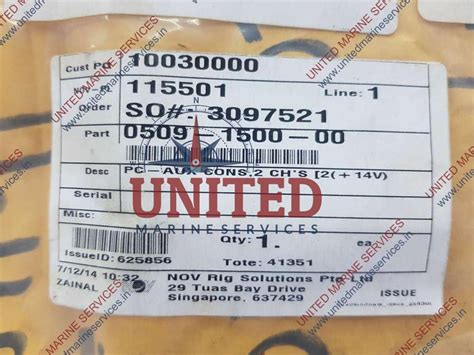 Cust PO 10030000
115501 Line: 1
Order SO#: 3097521
Part 0509-1500-00
Desc PC-AUX CONS.2 CH'S [2(+14V)
Serial
UNITED
MARINE SERVICES
Misc:
Qty: 1. ea
IssueID: 625856 Tote: 41351
7/12/14 10:32 NOV Rig Solutions Pte Ltd
ZAINAL 29 Tuas Bay Drive ISSUE
Singapore, 637429
UNITED MARINE SERVICES
www.unitedmarineservices.in